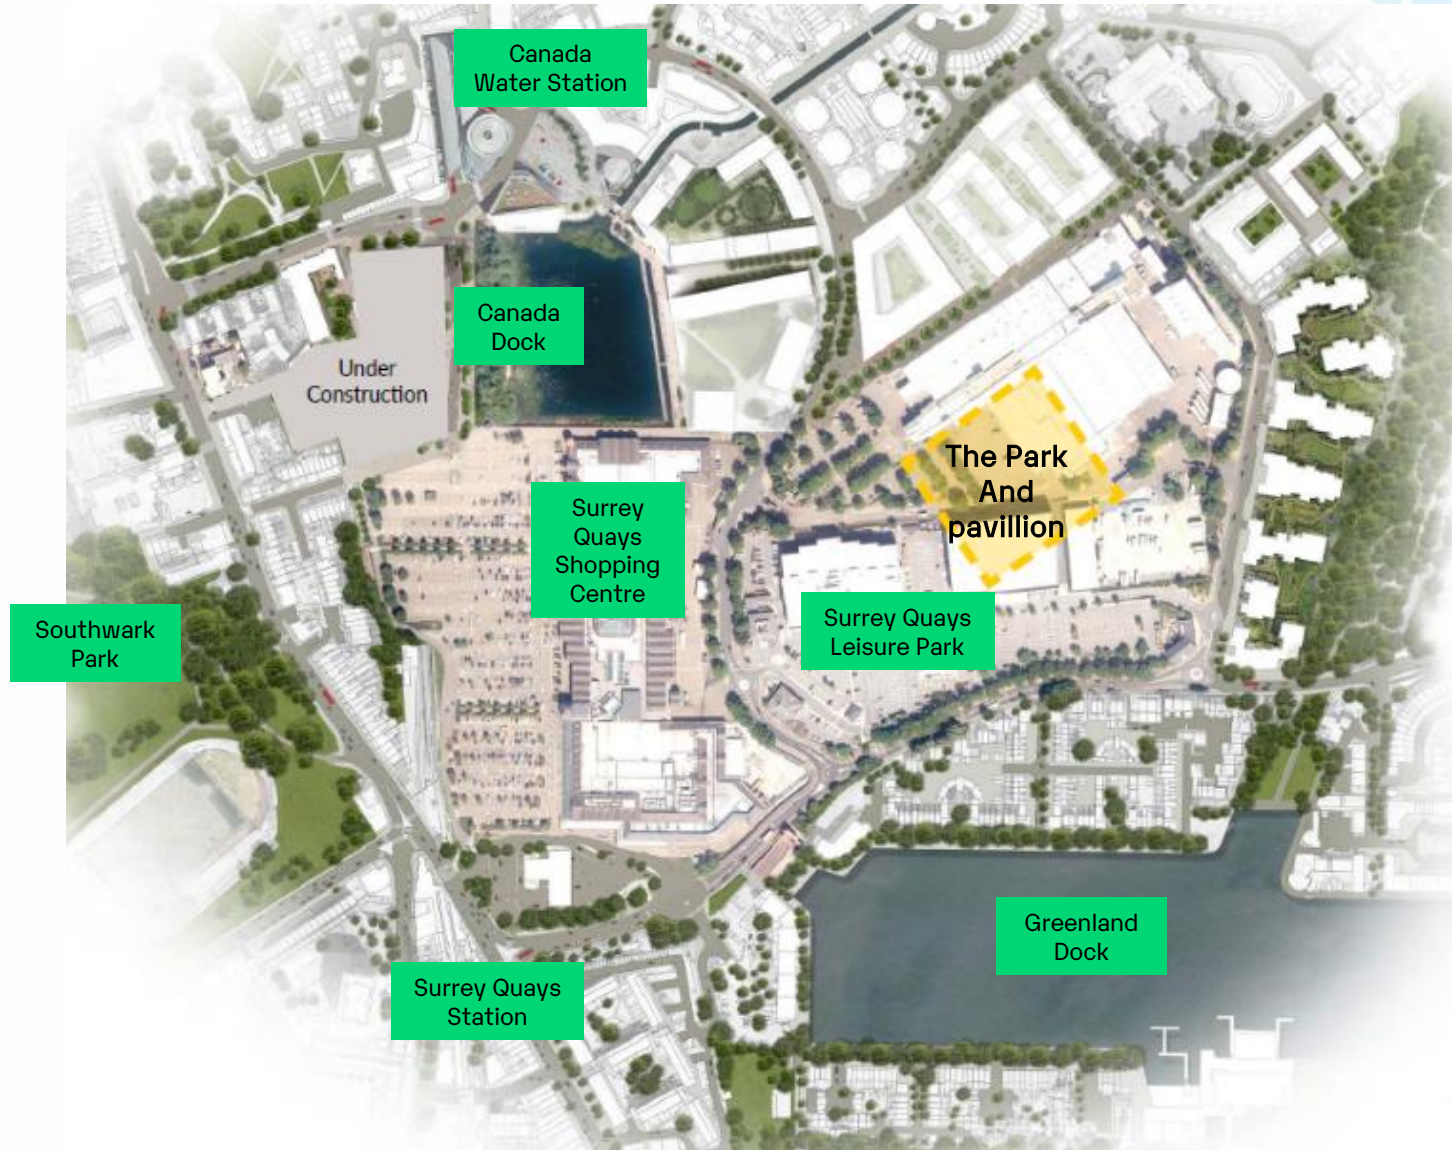 Canada
Water Station
Canada
Dock
Under
Construction
The Park
And
pavillion
Surrey
Quays
Shopping
Centre
Surrey Quays
Leisure Park
Southwark
Park
Greenland
Dock
Surrey Quays
Station